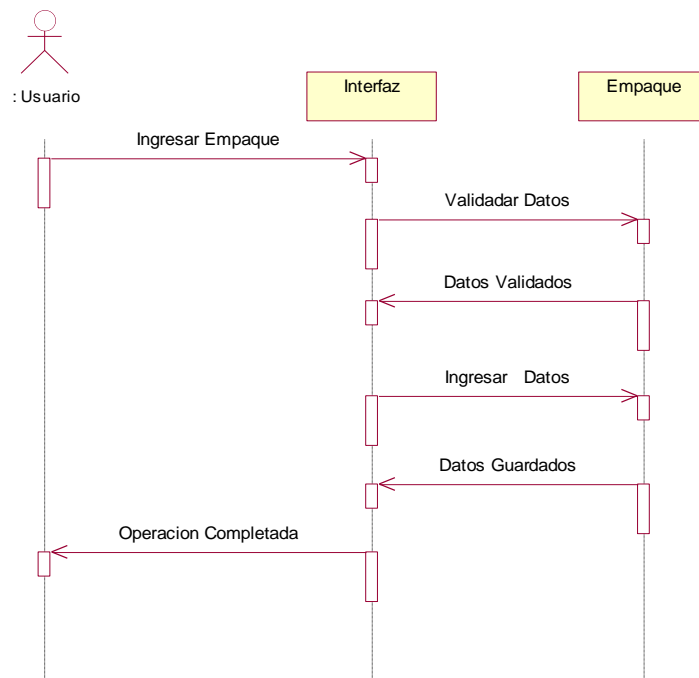 : Usuario
Interfaz
Empaque
Ingresar Empaque
Validadar Datos
Datos Validados
Ingresar Datos
Datos Guardados
Operacion Completada